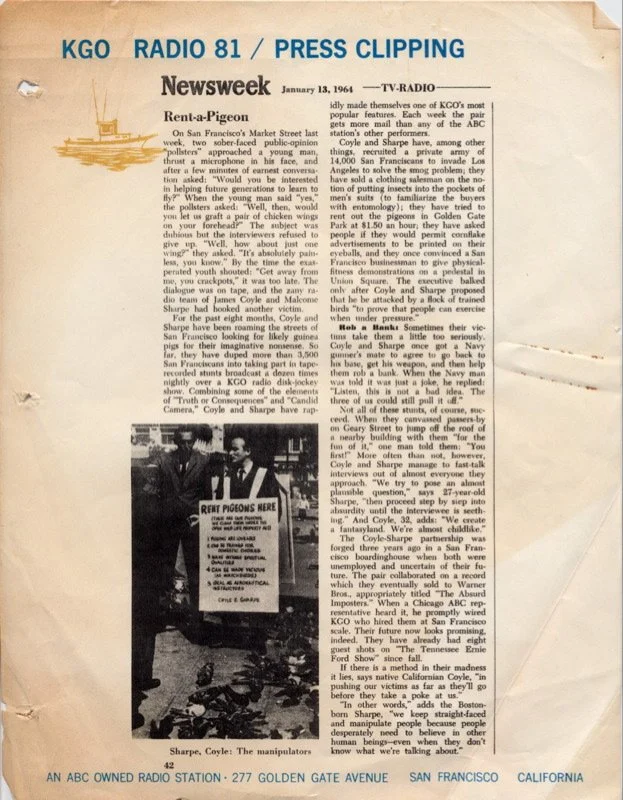 KGO RADIO 81 / PRESS CLIPPING
Newsweek January 13, 1964 —TV-RADIO—
Rent-a-Pigeon
On San Francisco's Market Street last
week, two sober-faced public-opinion
"pollsters" approached a young man,
thrust a microphone in his face, and
after a few minutes of earnest conversa-
tion asked: "Would you be interested
in helping future generations to learn to
fly?" When the young man said "yes,"
the pollsters asked: "Well, then, would
you let us graft a pair of chicken wings
on your forehead?" The subject was
dubious but the interviewers refused to
give up. "Well, how about just one
wing?" they asked. "It's absolutely pain-
less, you know." By the time the exas-
perated youth shouted: "Get away from
me, you crackpots," it was too late. The
dialogue was on tape, and the zany ra-
dio team of James Coyle and Malcome
Sharpe had hooked another victim.
For the past eight months, Coyle and
Sharpe have been roaming the streets of
San Francisco looking for likely guinea
pigs for their imaginative nonsense. So
far, they have duped more than 3,500
San Franciscans into taking part in tape-
recorded stunts broadcast a dozen times
nightly over a KGO radio disk-jockey
show. Combining some of the elements
of "Truth or Consequences" and "Candid
Camera," Coyle and Sharpe have rap-
RENT PIGEONS HERE
COYLE & SHARPE
Sharpe, Coyle: The manipulators
42
idly made themselves one of KGO's most
popular features. Each week the pair
gets more mail than any of the ABC
station's other performers.
Coyle and Sharpe have, among other
things, recruited a private army of
14,000 San Franciscans to invade Los
Angeles to solve the smog problem; they
have sold a clothing salesman on the no-
tion of putting insects into the pockets of
men's suits (to familiarize the buyers
with entomology); they have tried to
rent out the pigeons in Golden Gate
Park at $1.50 an hour; they have asked
people if they would permit cornflake
advertisements to be printed on their
eyeballs, and they once convinced a San
Francisco businessman to give physical-
fitness demonstrations on a pedestal in
Union Square. The executive balked
only after Coyle and Sharpe proposed
that he be attacked by a flock of trained
birds "to prove that people can exercise
when under pressure."
Rob a Bank: Sometimes their vic-
tims take them a little too seriously.
Coyle and Sharpe once got a Navy
gunner's mate to agree to go back to
his base, get his weapon, and then help
them rob a bank. When the Navy man
was told it was just a joke, he replied:
"Listen, this is not a bad idea. The
three of us could still pull it off."
Not all of these stunts, of course, suc-
ceed. When they canvassed passers-by
on Geary Street to jump off the roof of
a nearby building with them "for the
fun of it," one man told them: "You
first!" More often than not, however,
Coyle and Sharpe manage to fast-talk
interviews out of almost everyone they
approach. "We try to pose an almost
plausible question," says 27-year-old
Sharpe, "then proceed step by step into
absurdity until the interviewee is seeth-
ing." And Coyle, 32, adds: "We create
a fantasyland. We're almost childlike."
The Coyle-Sharpe partnership was
forged three years ago in a San Fran-
cisco boardinghouse when both were
unemployed and uncertain of their fu-
ture. The pair collaborated on a record
which they eventually sold to Warner
Bros., appropriately titled "The Absurd
Imposters." When a Chicago ABC rep-
resentative heard it, he promptly wired
KGO who hired them at San Francisco
scale. Their future now looks promising,
indeed. They have already had eight
guest shots on "The Tennessee Ernie
Ford Show" since fall.
If there is a method in their madness
it lies, says native Californian Coyle, "in
pushing our victims as far as they'll go
before they take a poke at us."
"In other words," adds the Boston-
born Sharpe, "we keep straight-faced
and manipulate people because people
desperately need to believe in other
human beings—even when they don't
know what we're talking about."
AN ABC OWNED RADIO STATION · 277 GOLDEN GATE AVENUE SAN FRANCISCO CALIFORNIA